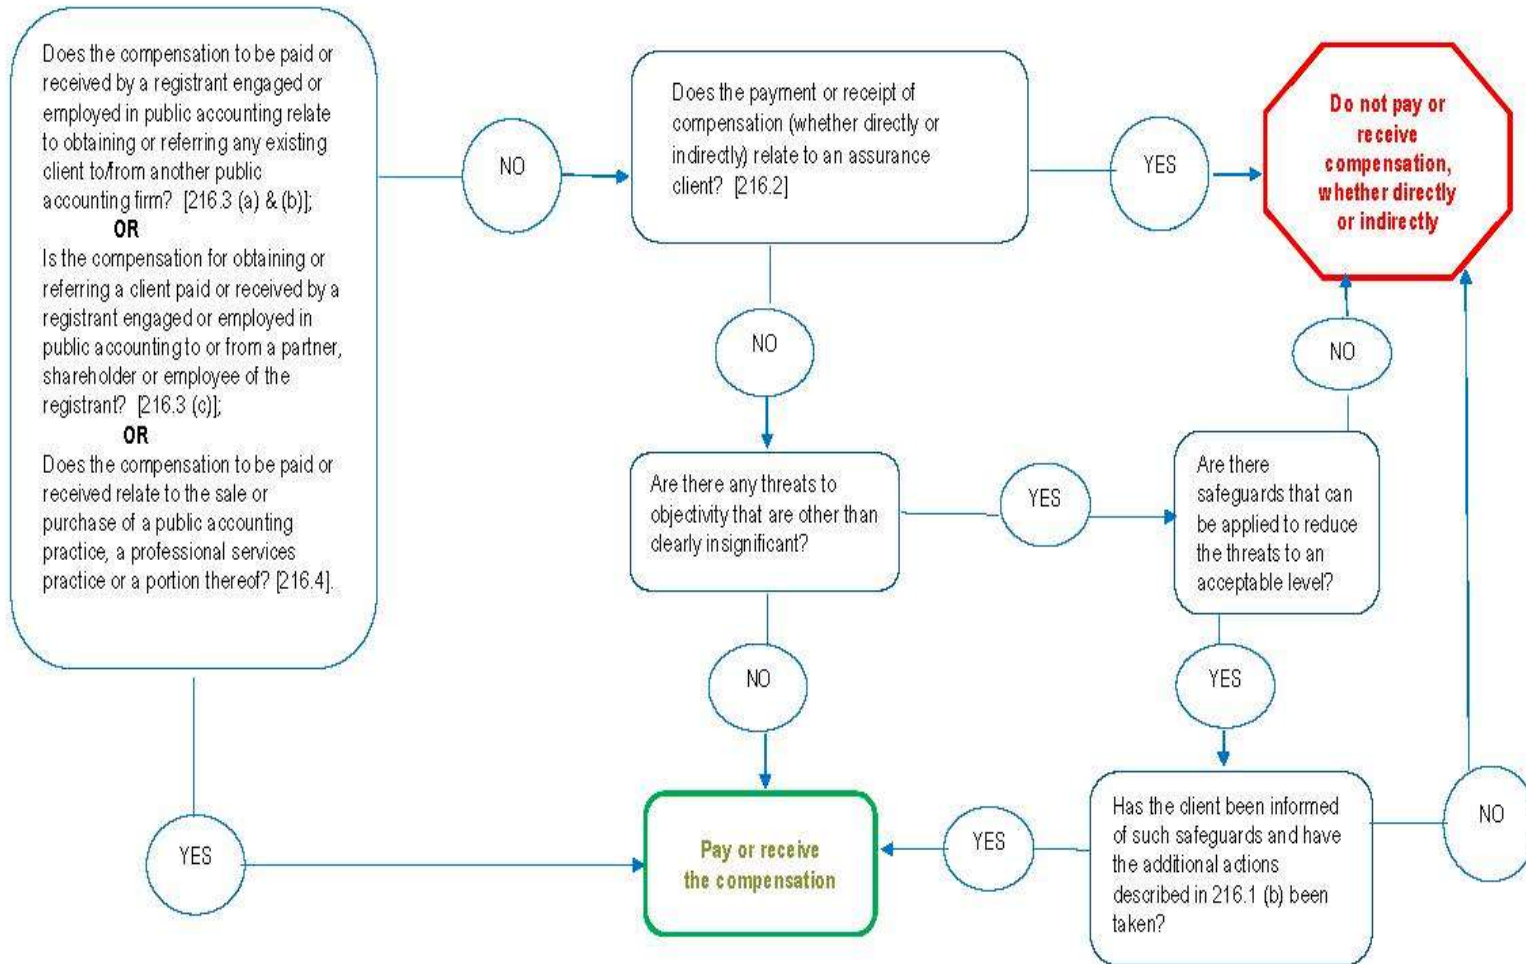 Does the compensation to be paid or
received by a registrant engaged or
employed in public accounting relate
to obtaining or referring any existing
client to/from another public
accounting firm? [216.3 (a) & (b)];
OR
Is the compensation for obtaining or
referring a client paid or received by a
registrant engaged or employed in
public accounting to or from a partner,
shareholder or employee of the
registrant? [216.3 (c)];
OR
Does the compensation to be paid or
received relate to the sale or
purchase of a public accounting
practice, a professional services
practice or a portion thereof? [216.4].
NO
Does the payment or receipt of
compensation (whether directly or
indirectly) relate to an assurance
client? [216.2]
YES
Do not pay or
receive
compensation,
whether directly
or indirectly
NO
NO
Are there any threats to
objectivity that are other than
clearly insignificant?
YES
Are there
safeguards that can
be applied to reduce
the threats to an
acceptable level?
NO
YES
YES
Pay or receive
the compensation
YES
Has the client been informed
of such safeguards and have
the additional actions
described in 216.1 (b) been
taken?
NO